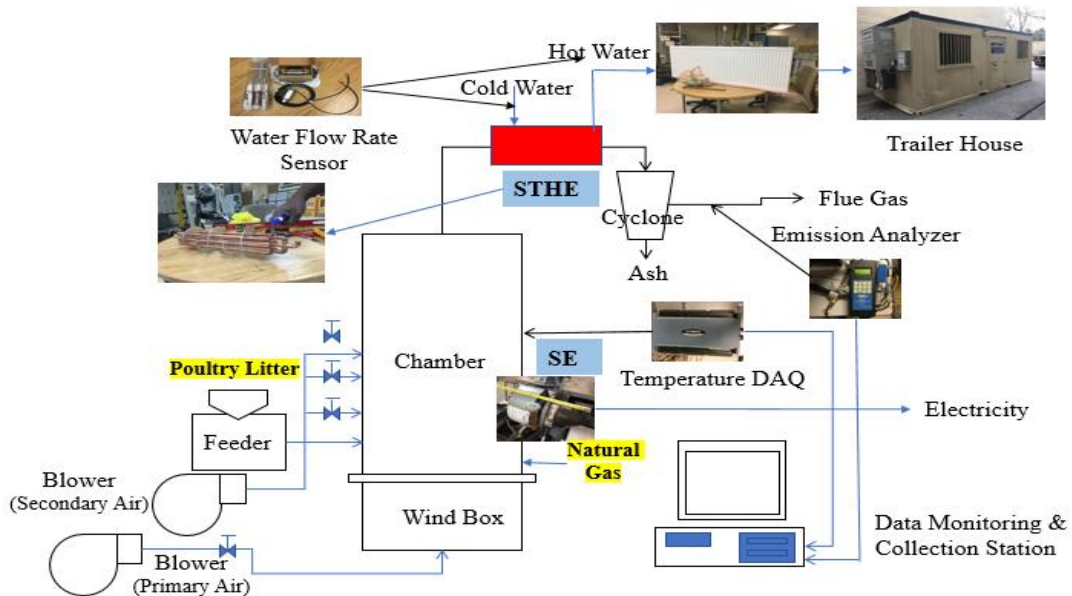 Hot Water
Cold Water
Water Flow Rate
Sensor
Trailer House
STHE
Cyclone
Flue Gas
Emission Analyzer
Ash
Chamber
SE
Temperature DAQ
Poultry Litter
Feeder
Electricity
Natural
Gas
Blower
(Secondary Air)
Wind Box
Data Monitoring &
Collection Station
Blower
(Primary Air)